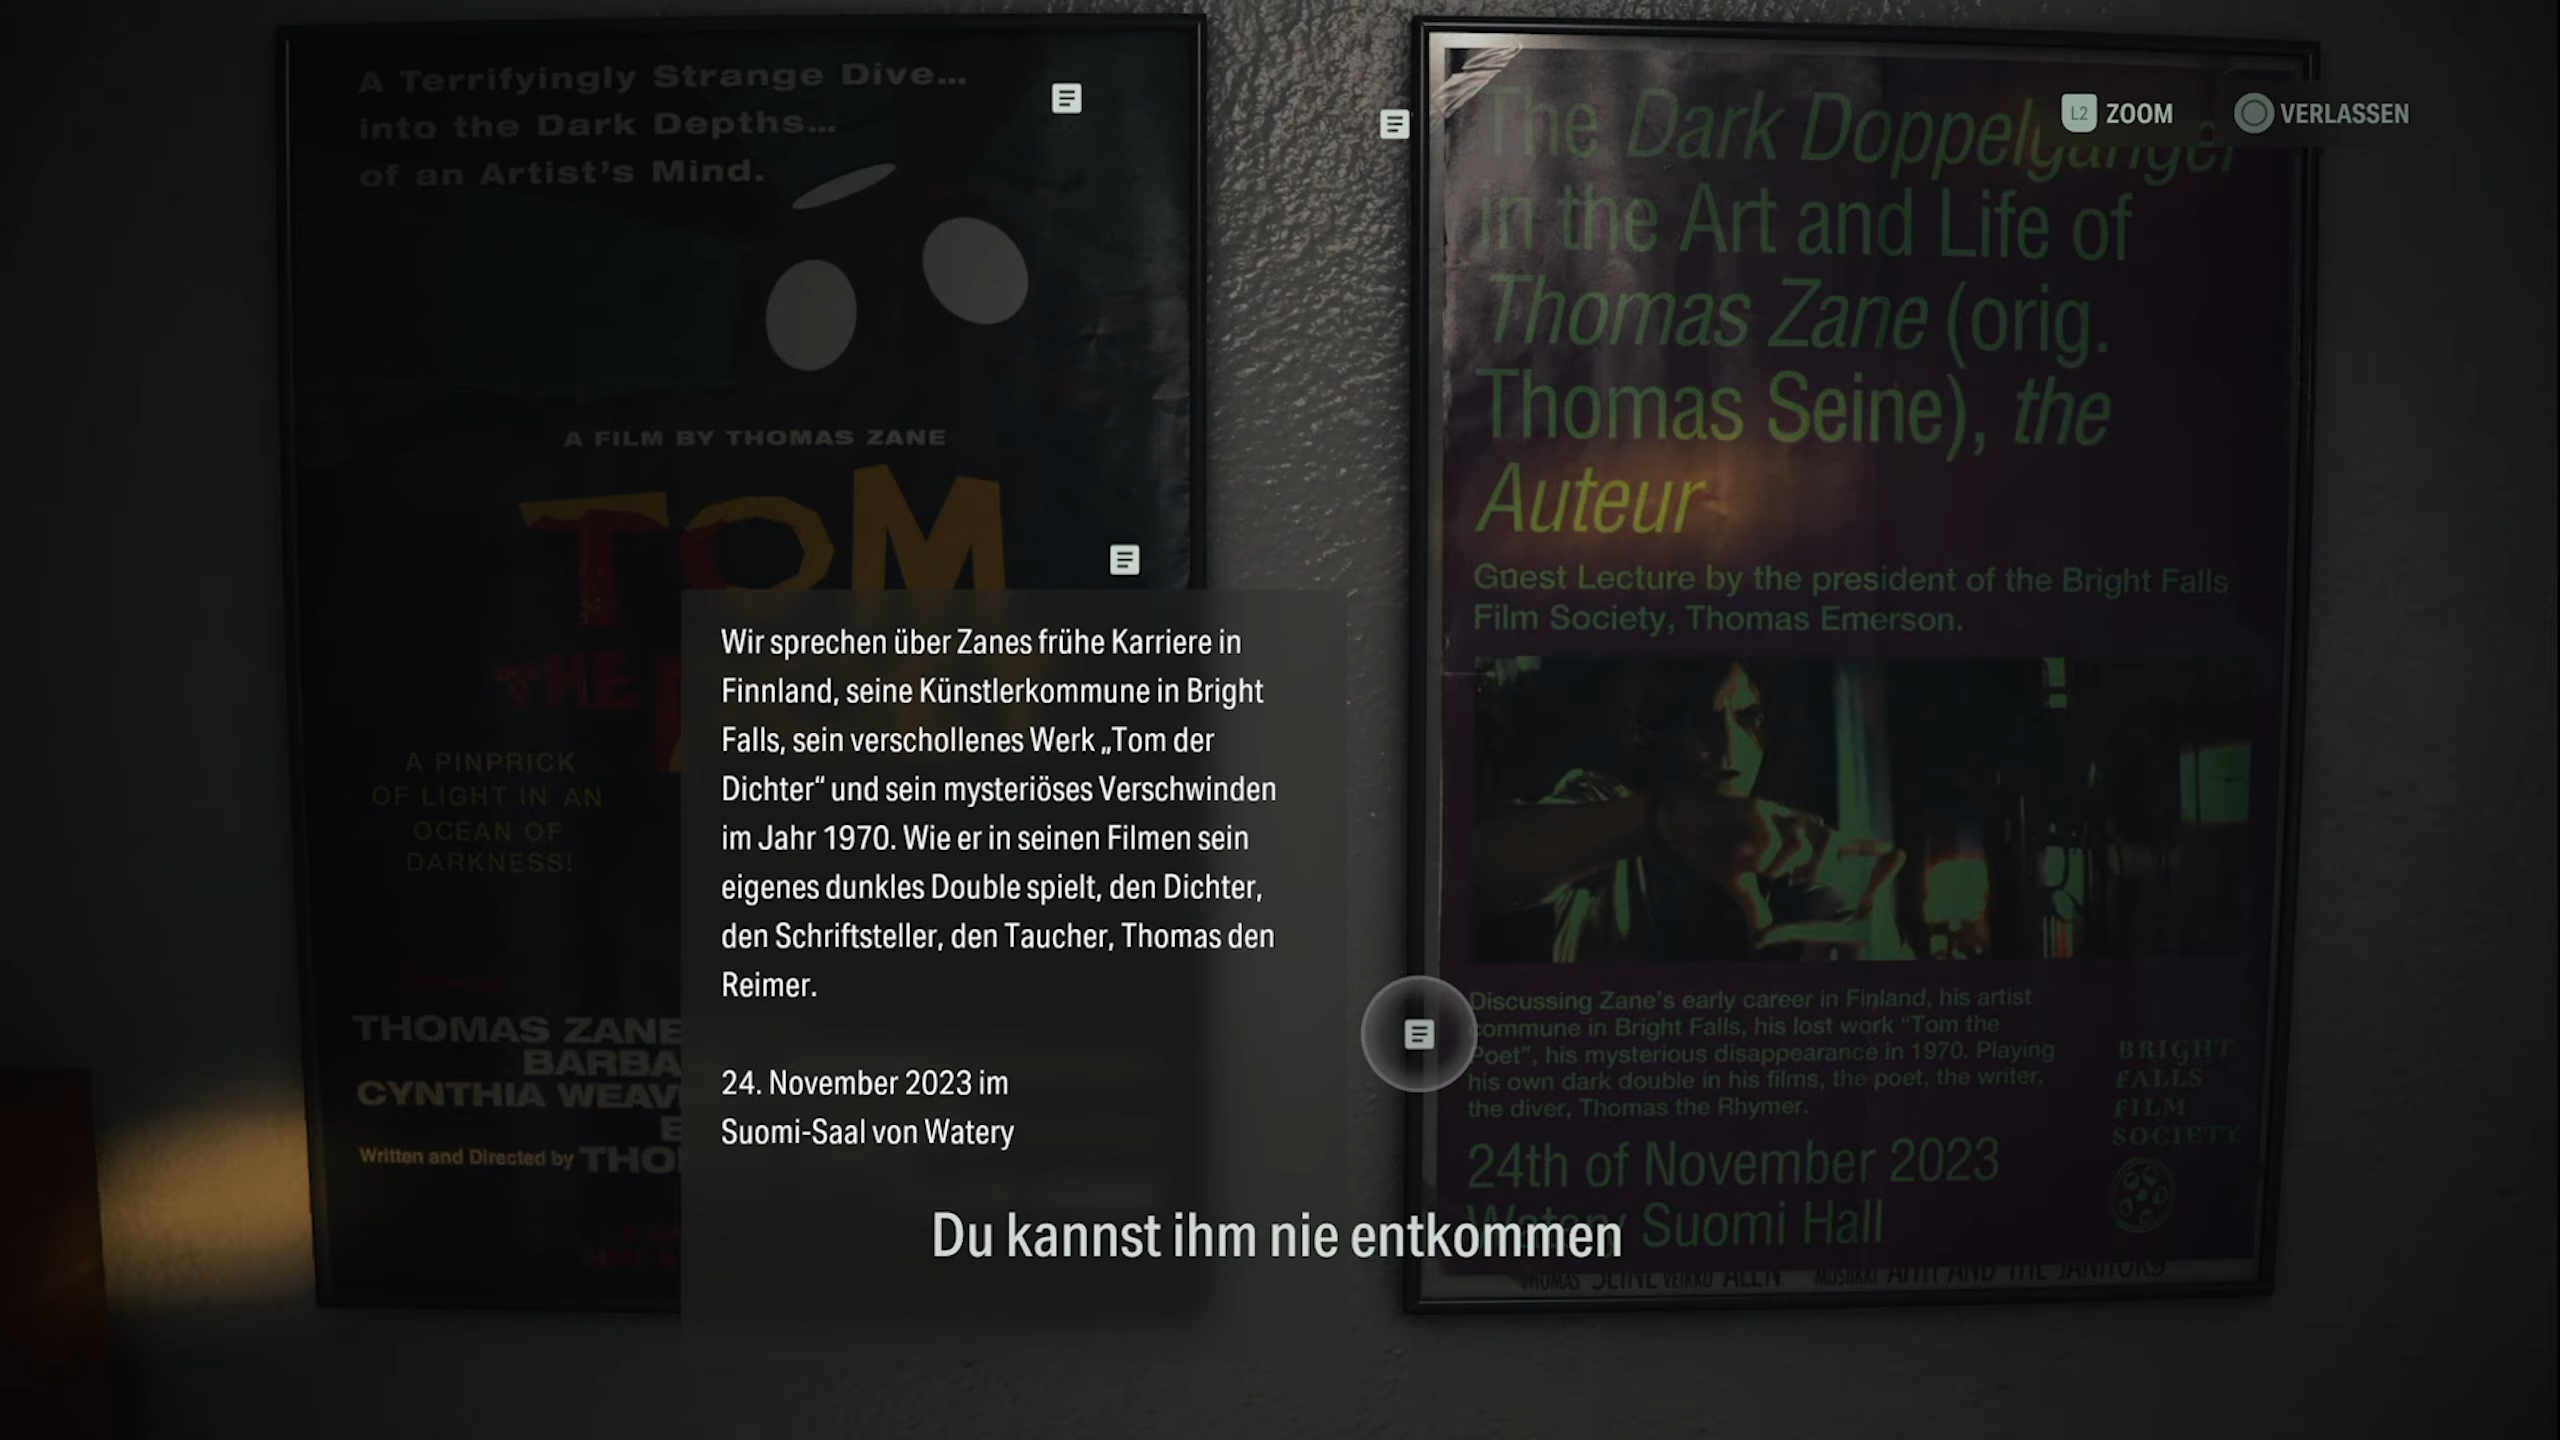 A Terrifyingly Strange Dive...
into the Dark Depths...
of an Artist's Mind.
A FILM BY THOMAS ZANE
TOM
THE
A PINPRICK
OF LIGHT IN AN
OCEAN OF
DARKNESS!
THOMAS ZANE
BARBA
CYNTHIA WEAV
Written and Directed by THO
L2 ZOOM
VERLASSEN
The Dark Doppelgänger
in the Art and Life of
Thomas Zane (orig.
Thomas Seine), the
Auteur
Guest Lecture by the president of the Bright Falls
Film Society, Thomas Emerson.
Wir sprechen über Zanes frühe Karriere in
Finnland, seine Künstlerkommune in Bright
Falls, sein verschollenes Werk „Tom der
Dichter“ und sein mysteriöses Verschwinden
im Jahr 1970. Wie er in seinen Filmen sein
eigenes dunkles Double spielt, den Dichter,
den Schriftsteller, den Taucher, Thomas den
Reimer.
24. November 2023 im
Suomi-Saal von Watery
Discussing Zane's early career in Finland, his artist
commune in Bright Falls, his lost work “Tom the
Poet”, his mysterious disappearance in 1970. Playing
his own dark double in his films, the poet, the writer,
the diver, Thomas the Rhymer.
BRIGHT
FALLS
FILM
SOCIETY
24th of November 2023
Watery Suomi Hall
Du kannst ihm nie entkommen